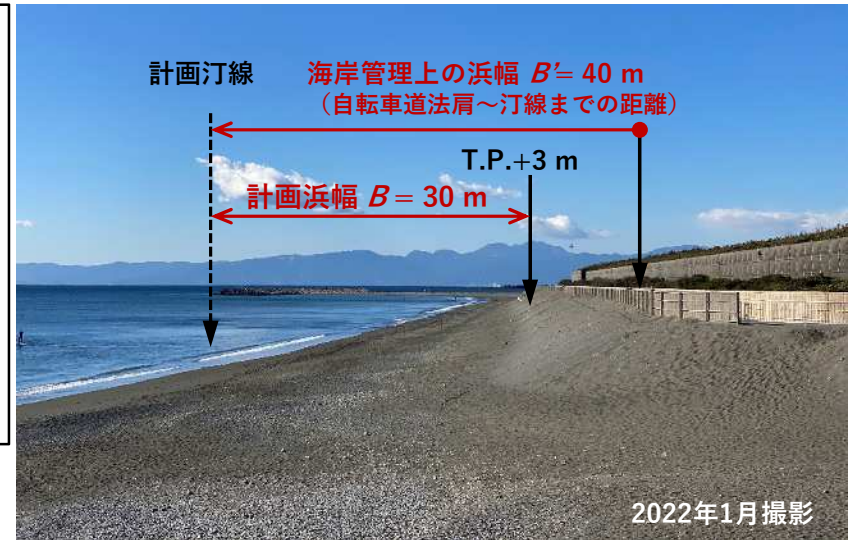 計画汀線
海岸管理上の浜幅 B'= 40 m
（自転車道法肩～汀線までの距離）
T.P.+3 m
計画浜幅 B = 30 m
2022年1月撮影